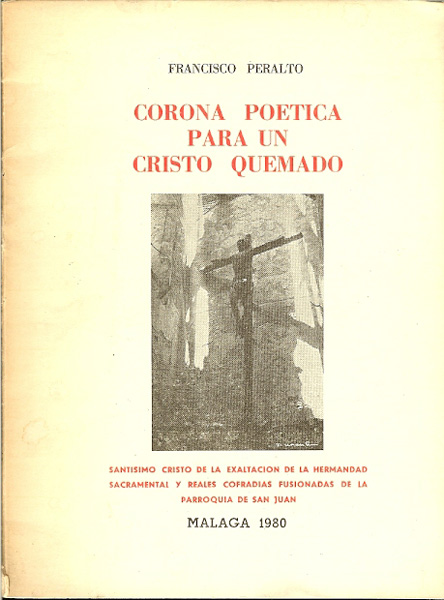 FRANCISCO PERALTO
CORONA POETICA
PARA UN
CRISTO QUEMADO
SANTISIMO CRISTO DE LA EXALTACION DE LA HERMANDAD
SACRAMENTAL Y REALES COFRADIAS FUSIONADAS DE LA
PARROQUIA DE SAN JUAN
MALAGA 1980